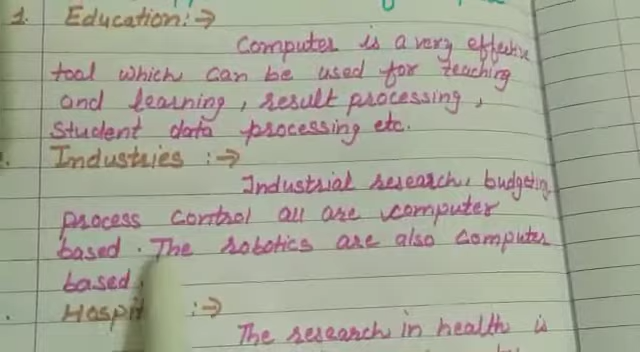 1. Education :→
Computer is a very effective
tool which can be used for teaching
and learning, result processing,
student data processing etc.
Industries :→
Industrial research, budgeting
process control all are computer
based. The robotics are also computer
based.
Hospit :→
The research in health is